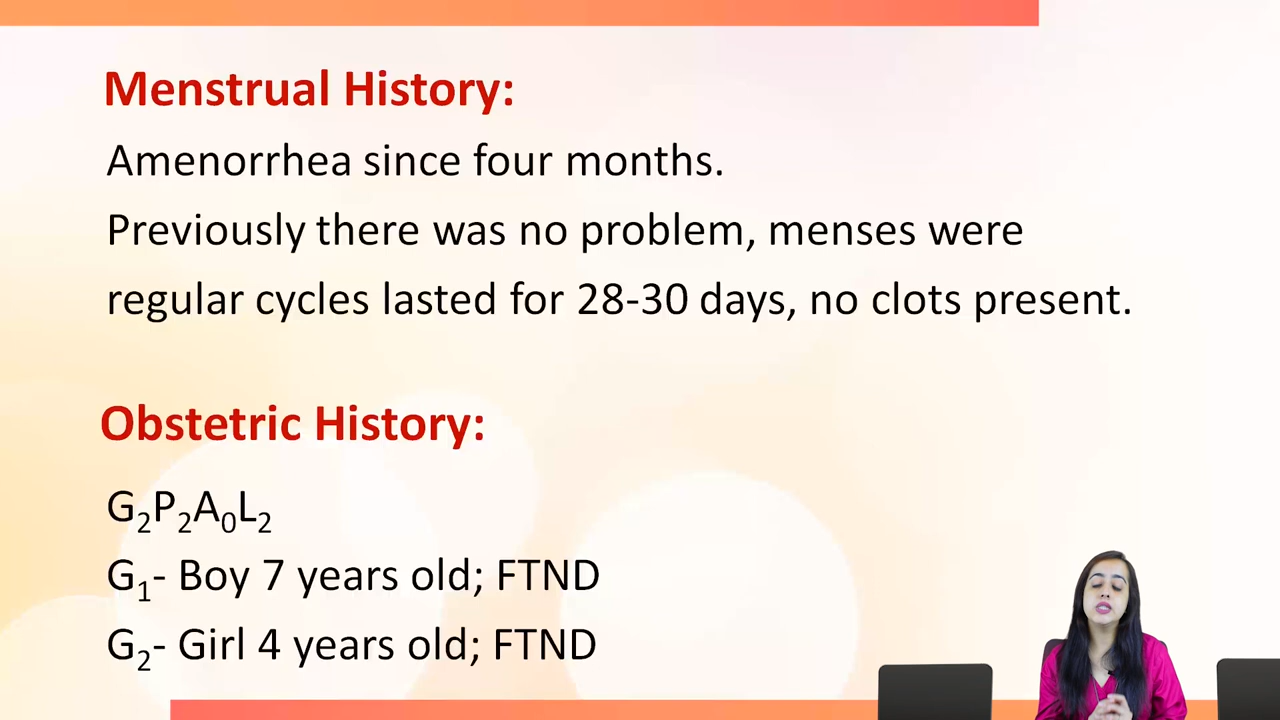 Menstrual History:
Amenorrhea since four months.
Previously there was no problem, menses were
regular cycles lasted for 28-30 days, no clots present.
Obstetric History:
G₂P₂A₀L₂
G₁- Boy 7 years old; FTND
G₂- Girl 4 years old; FTND